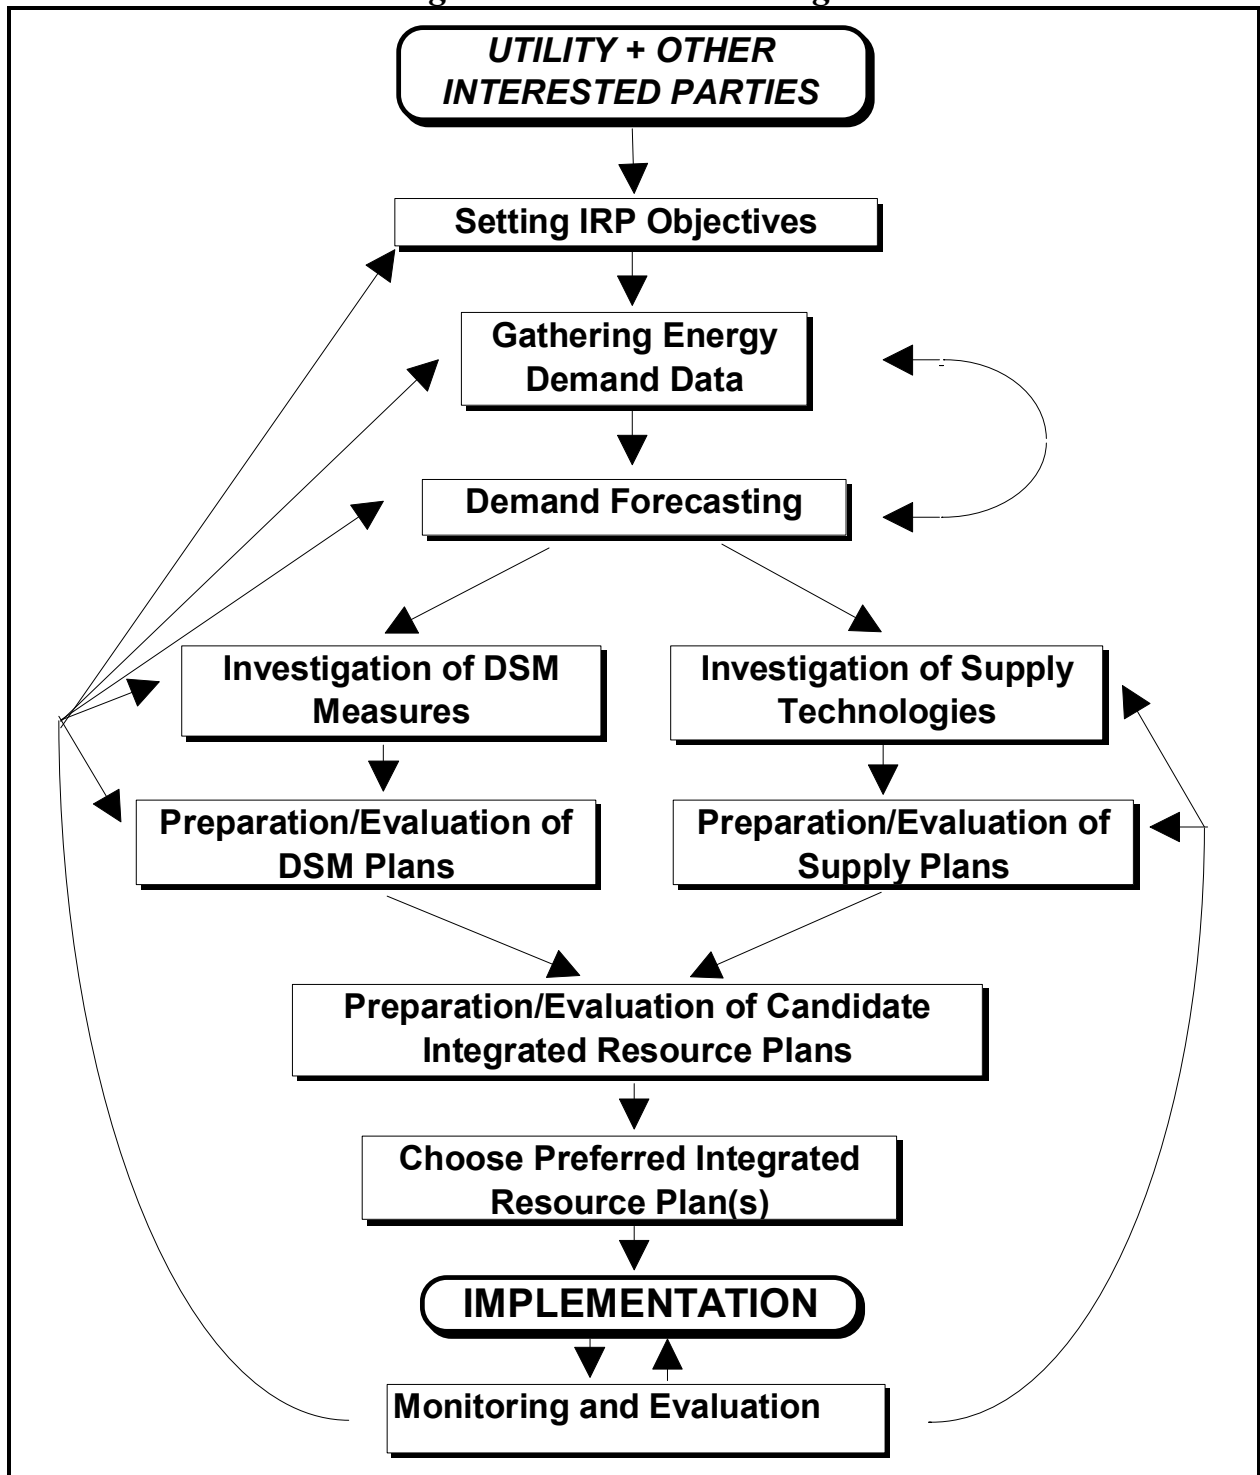 UTILITY + OTHER
INTERESTED PARTIES
Setting IRP Objectives
Gathering Energy
Demand Data
Demand Forecasting
Investigation of DSM
Measures
Investigation of Supply
Technologies
Preparation/Evaluation of
DSM Plans
Preparation/Evaluation of
Supply Plans
Preparation/Evaluation of Candidate
Integrated Resource Plans
Choose Preferred Integrated
Resource Plan(s)
IMPLEMENTATION
Monitoring and Evaluation